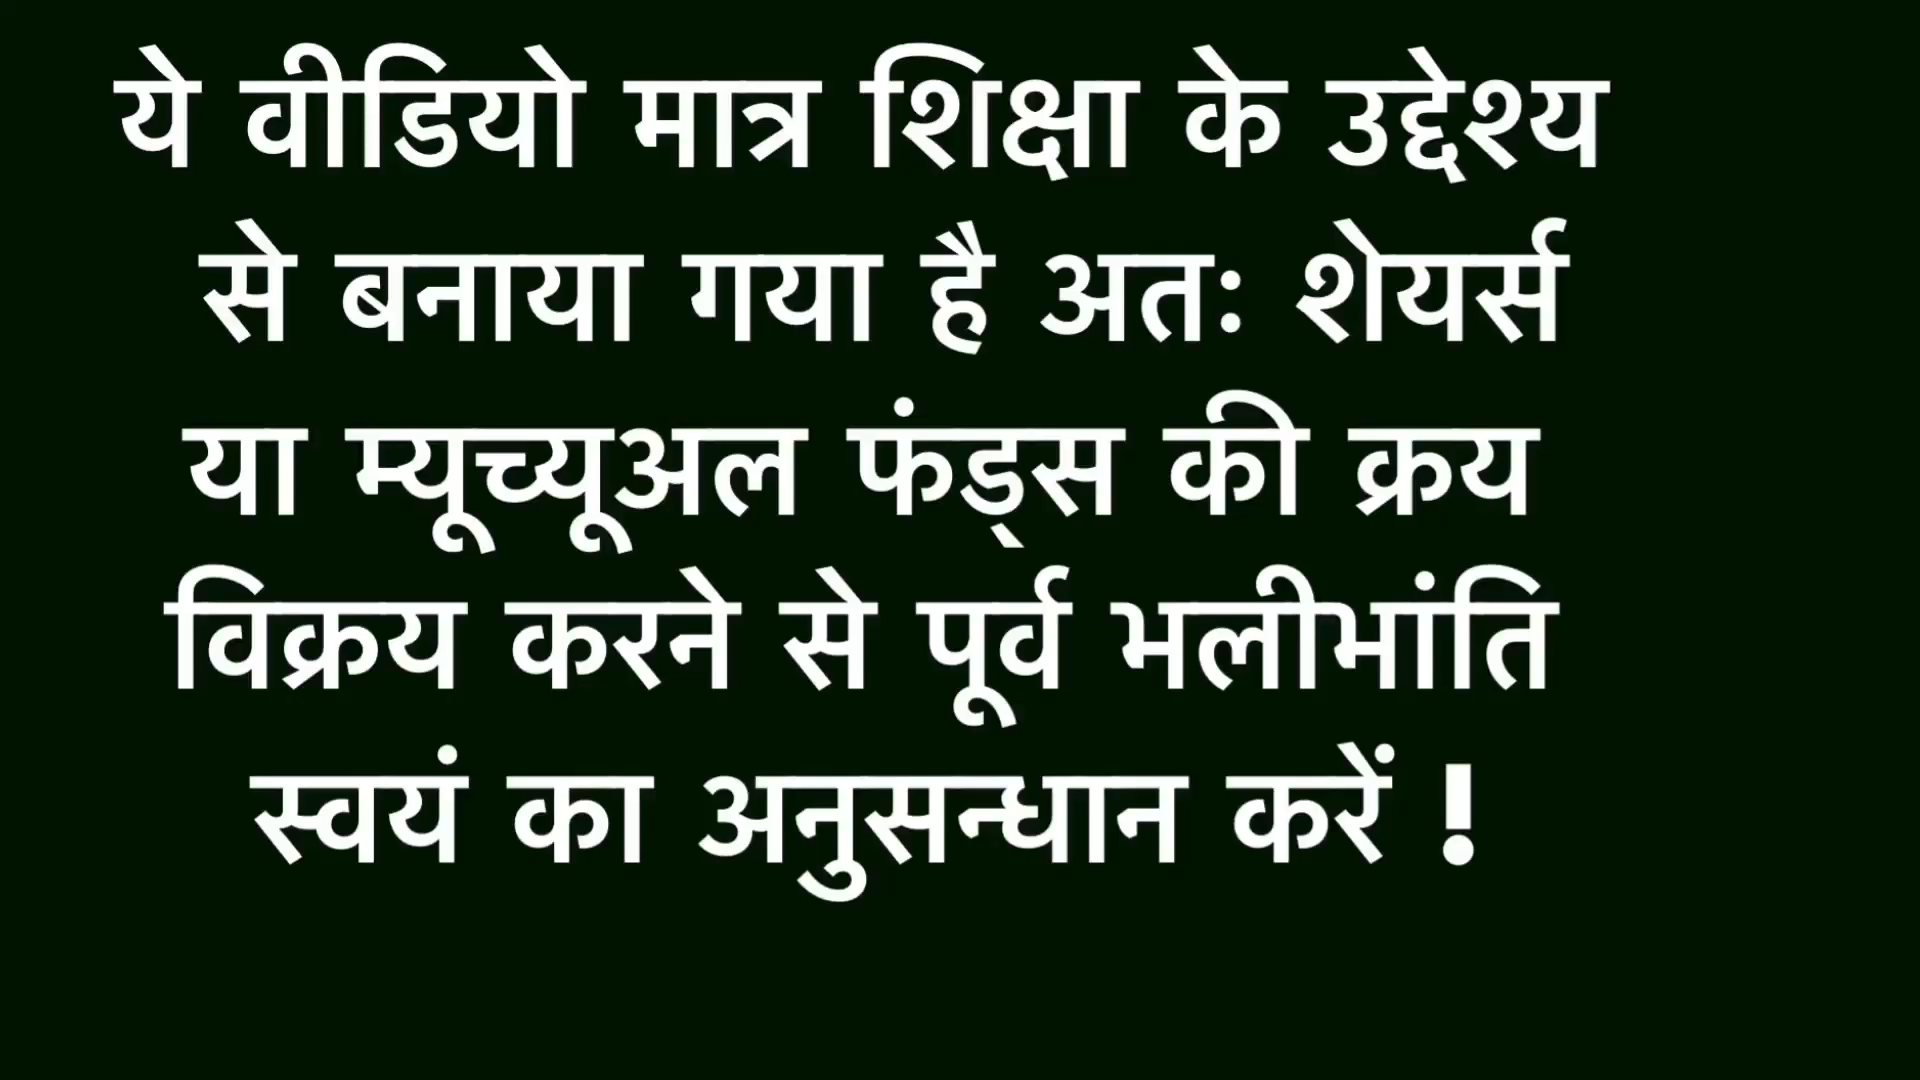 ये वीडियो मात्र शिक्षा के उद्देश्य
से बनाया गया है अतः शेयर्स
या म्यूच्यूअल फंड्स की क्रय
विक्रय करने से पूर्व भलीभांति
स्वयं का अनुसन्धान करें !